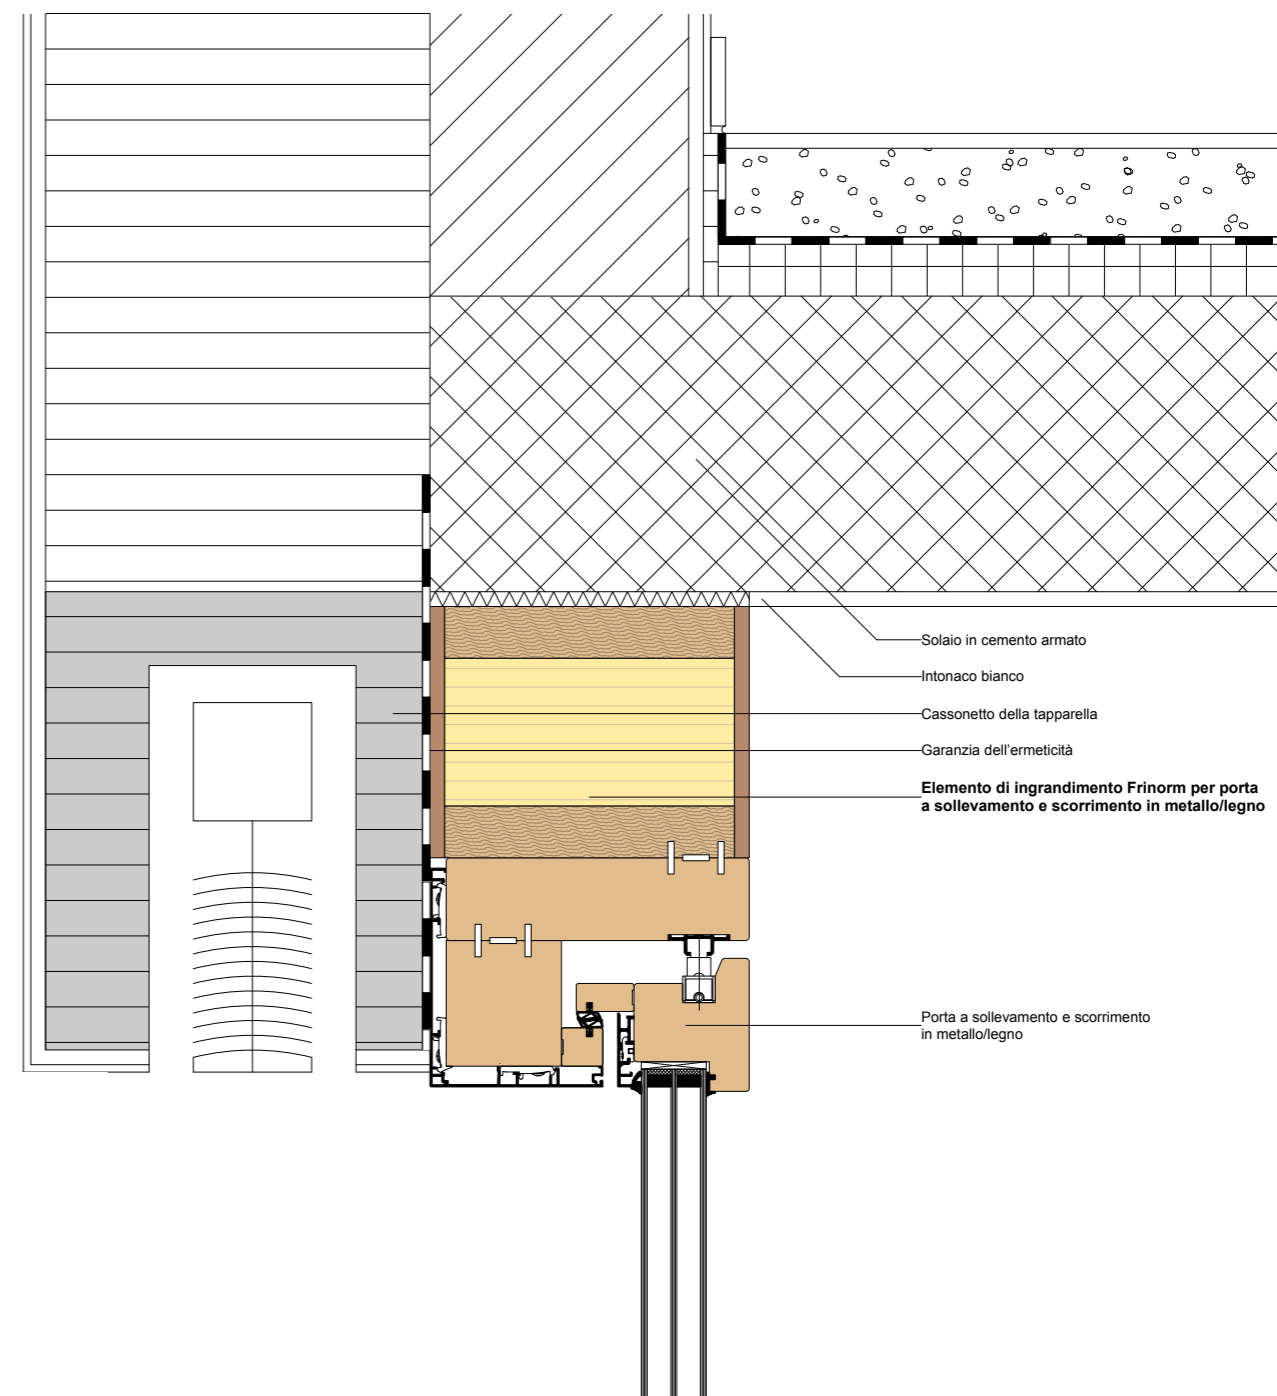 Solaio in cemento armato
Intonaco bianco
Cassonetto della tapparella
Garanzia dell'ermeticità
Elemento di ingrandimento Frinorm per porta
a sollevamento e scorrimento in metallo/legno
Porta a sollevamento e scorrimento
in metallo/legno